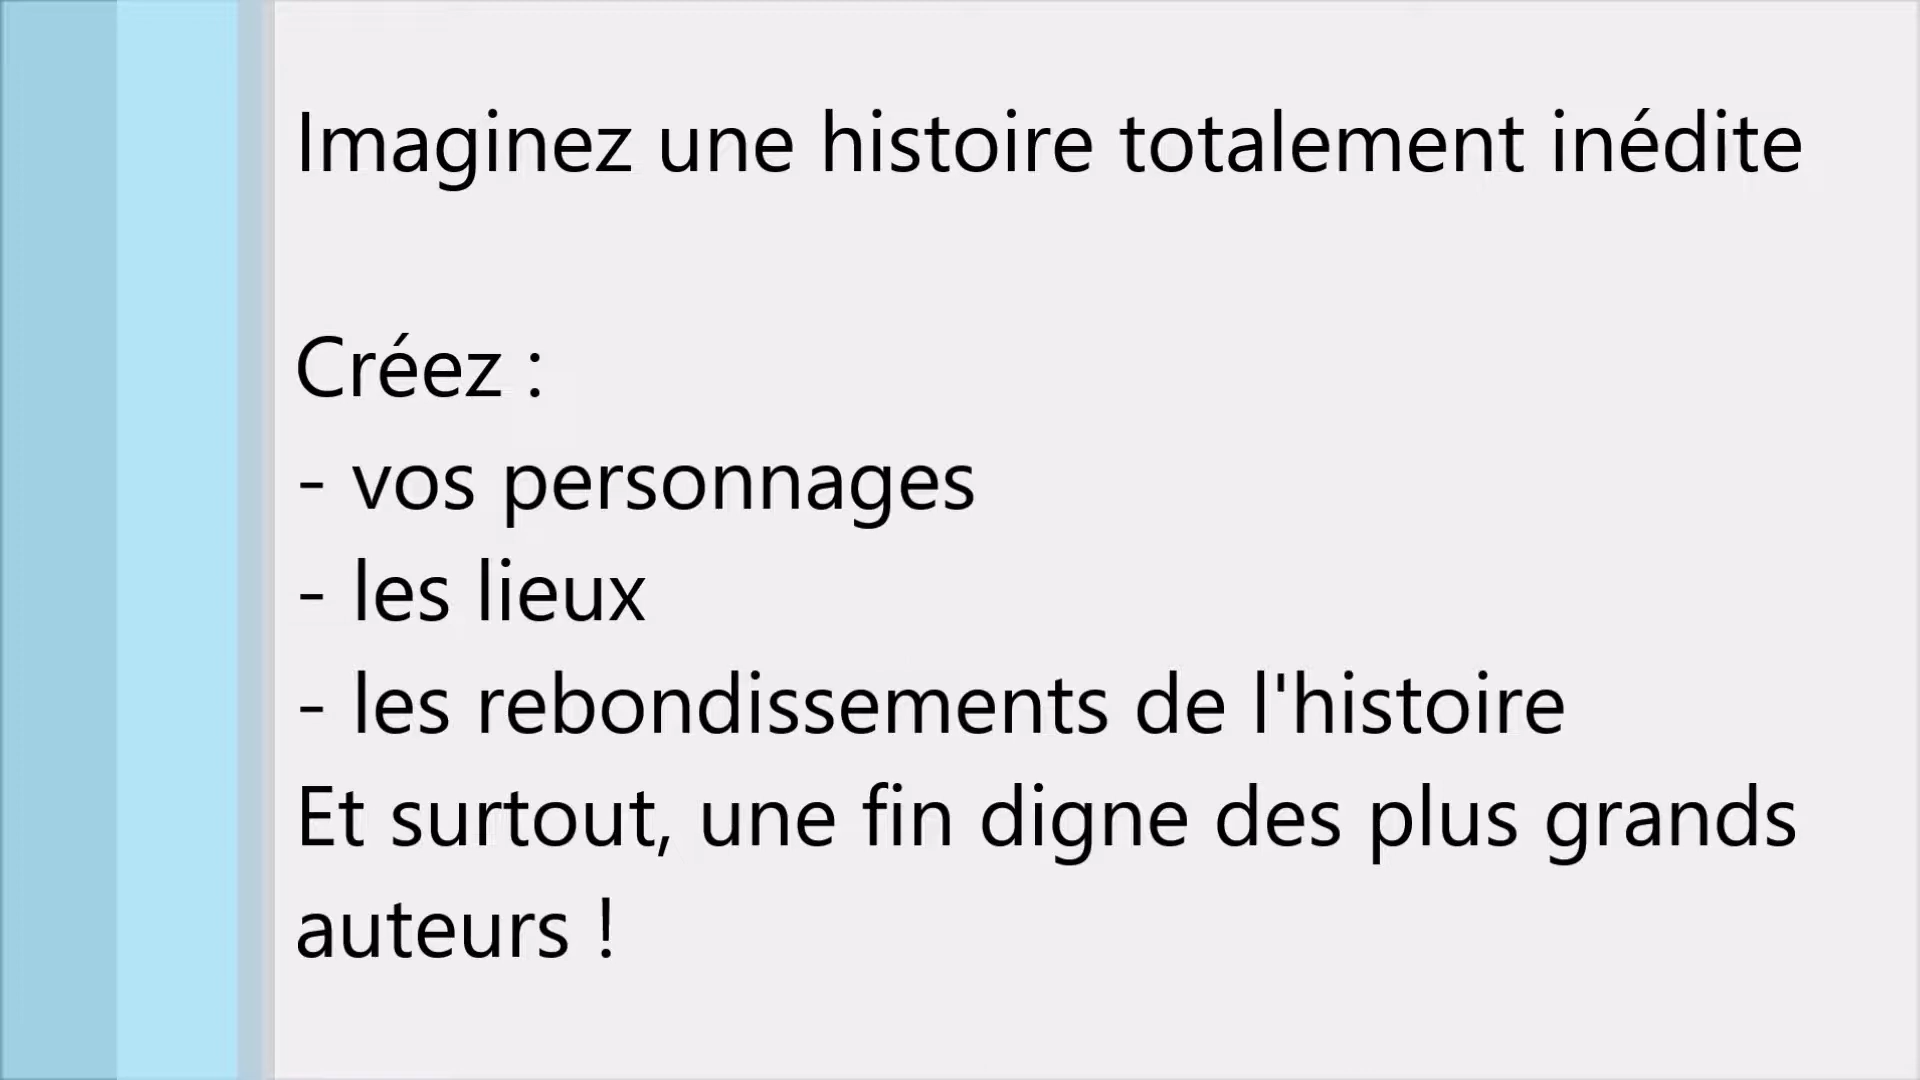 Imaginez une histoire totalement inédite
Créez :
- vos personnages
- les lieux
- les rebondissements de l'histoire
Et surtout, une fin digne des plus grands
auteurs !